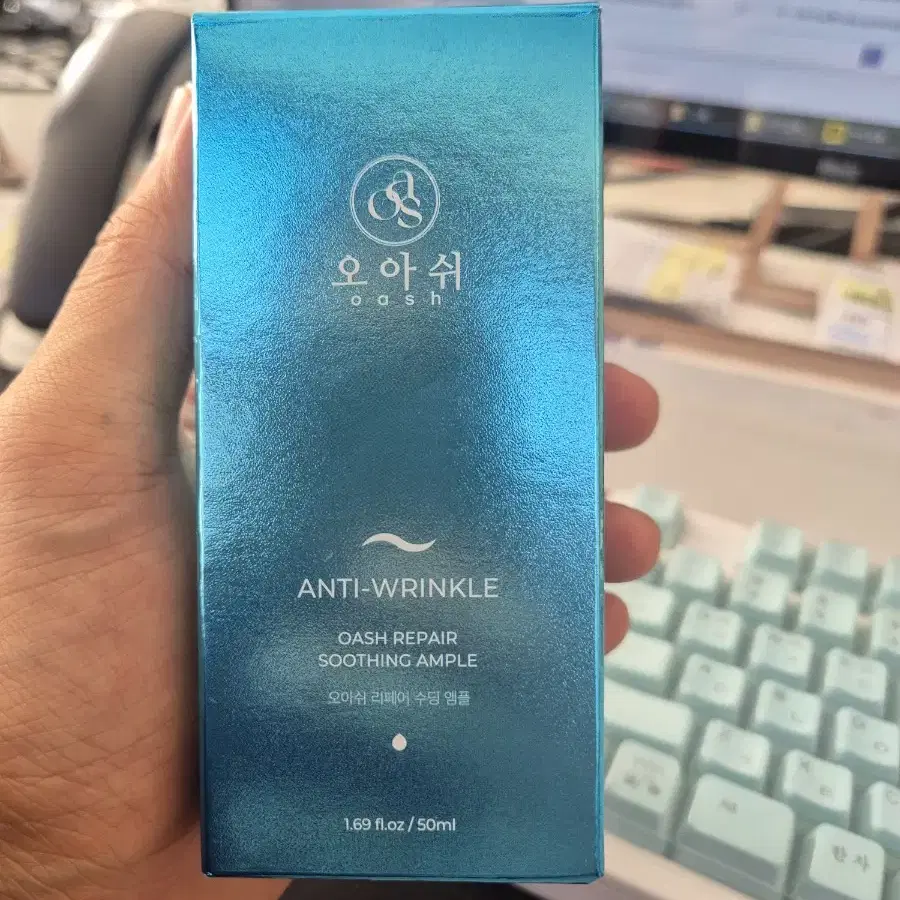 oas
오아쉬
oash
ANTI-WRINKLE
OASH REPAIR
SOOTHING AMPLE
오아쉬 리페어 수딩 앰플
1.69 fl.oz / 50ml
한자